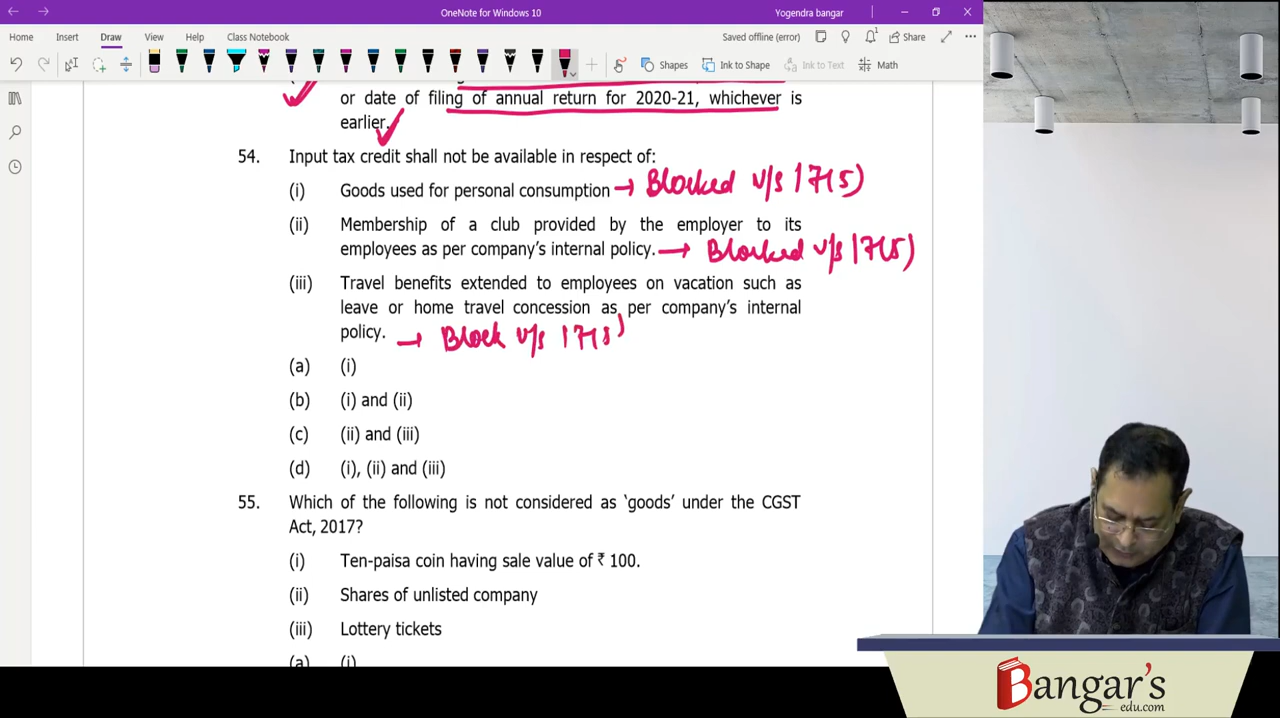 OneNote for Windows 10
Yogendra bangar
Home Insert Draw View Help Class Notebook
Saved offline (error)
Share
Shapes
Ink to Shape
Ink to Text
Math
or date of filing of annual return for 2020-21, whichever is
earlier.
54. Input tax credit shall not be available in respect of:
(i) Goods used for personal consumption → Blocked u/s 17(5)
(ii) Membership of a club provided by the employer to its
employees as per company's internal policy. → Blocked u/s 17(5)
(iii) Travel benefits extended to employees on vacation such as
leave or home travel concession as per company's internal
policy. → Block u/s 17(5)
(a) (i)
(b) (i) and (ii)
(c) (ii) and (iii)
(d) (i), (ii) and (iii)
55. Which of the following is not considered as 'goods' under the CGST
Act, 2017?
(i) Ten-paisa coin having sale value of ₹ 100.
(ii) Shares of unlisted company
(iii) Lottery tickets
(a) (i)
Bangar's
edu.com